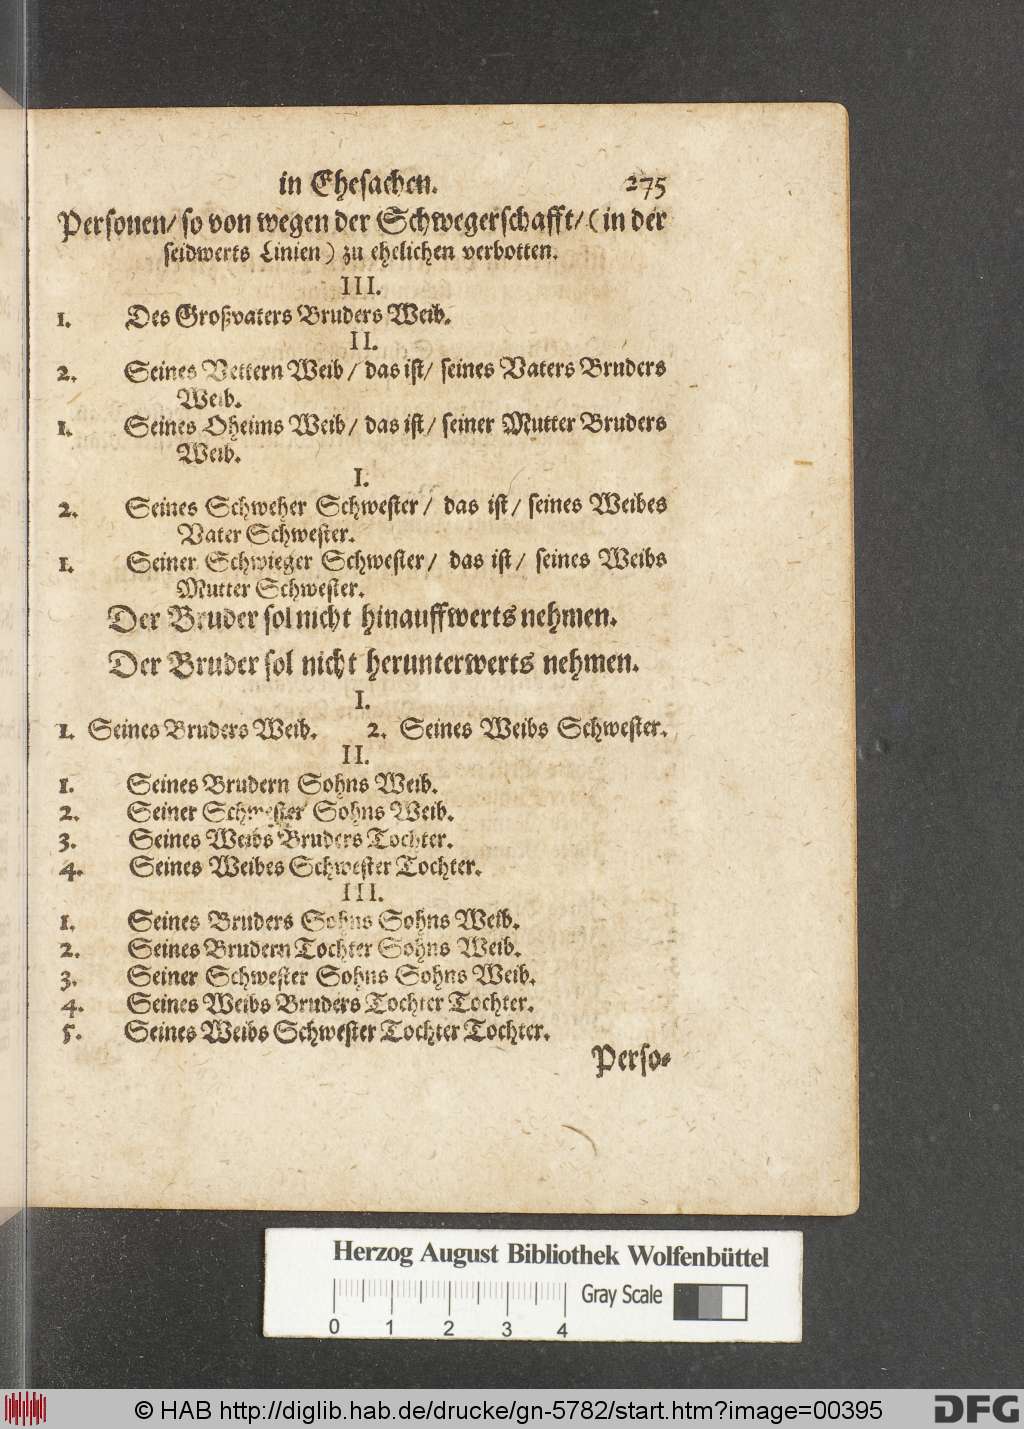 in Eheſachen. 275
Perſonen/ ſo von wegen der Schwegerſchafft/ (in der
ſeidwerts Linien) zu ehelichen verbotten.
III.
1. Des Großvaters Bruders Weib.
II.
2. Seines Vettern Weib/ das iſt/ ſeines Vaters Bruders
Weib.
1. Seines Oheims Weib/ das iſt/ ſeiner Mutter Bruders
Weib.
I.
2. Seines Schweher Schweſter/ das iſt/ ſeines Weibes
Vater Schweſter.
1. Seiner Schwieger Schweſter/ das iſt/ ſeines Weibs
Mutter Schweſter.
Der Bruder ſol nicht hinauffwerts nehmen.
Der Bruder ſol nicht herunterwerts nehmen.
I.
1. Seines Bruders Weib. 2. Seines Weibs Schweſter.
II.
1. Seines Brudern Sohns Weib.
2. Seiner Schweſter Sohns Weib.
3. Seines Weibs Bruders Tochter.
4. Seines Weibes Schweſter Tochter.
III.
1. Seines Bruders Sohns Sohns Weib.
2. Seines Brudern Tochter Sohns Weib.
3. Seiner Schweſter Sohns Sohns Weib.
4. Seines Weibs Bruders Tochter Tochter.
5. Seines Weibs Schweſter Tochter Tochter.
Perſo⸗
Herzog August Bibliothek Wolfenbüttel
Gray Scale
0 1 2 3 4
© HAB http://diglib.hab.de/drucke/gn-5782/start.htm?image=00395
DFG